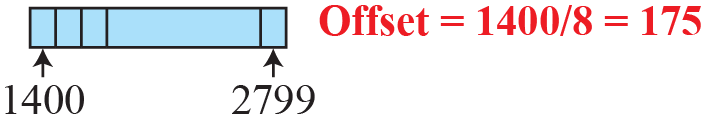 Offset = 1400/8 = 175
1400 2799